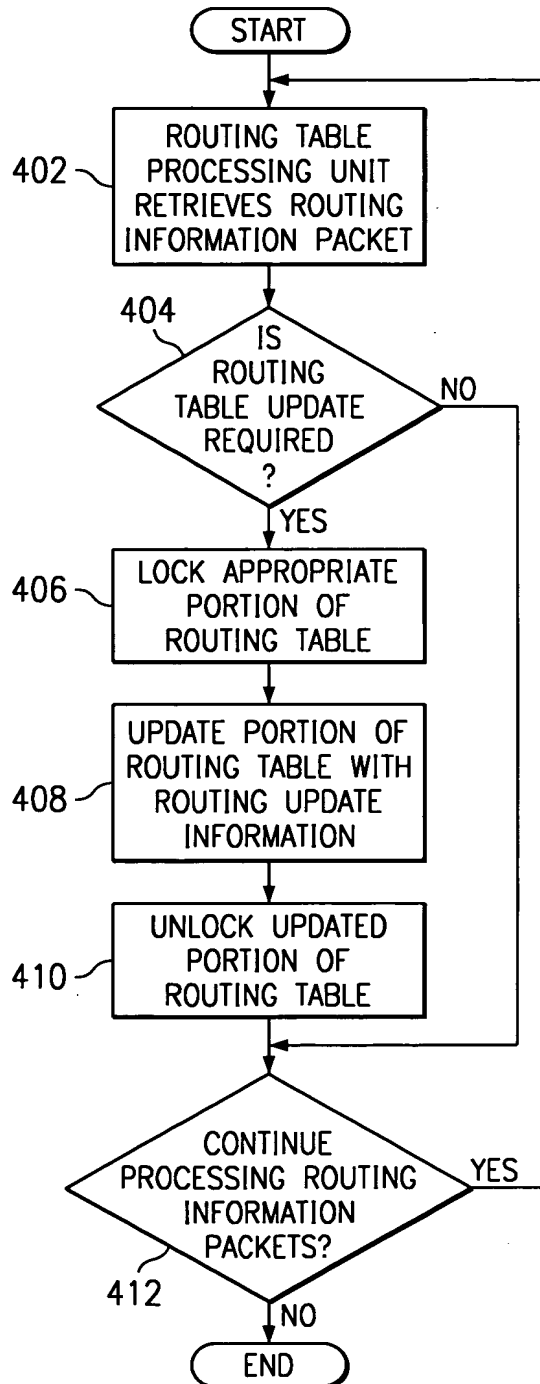 START
402
ROUTING TABLE
PROCESSING UNIT
RETRIEVES ROUTING
INFORMATION PACKET
404
IS
ROUTING
TABLE UPDATE
REQUIRED
?
NO
YES
406
LOCK APPROPRIATE
PORTION OF
ROUTING TABLE
408
UPDATE PORTION OF
ROUTING TABLE WITH
ROUTING UPDATE
INFORMATION
410
UNLOCK UPDATED
PORTION OF
ROUTING TABLE
CONTINUE
PROCESSING ROUTING
INFORMATION
PACKETS?
YES
412
NO
END